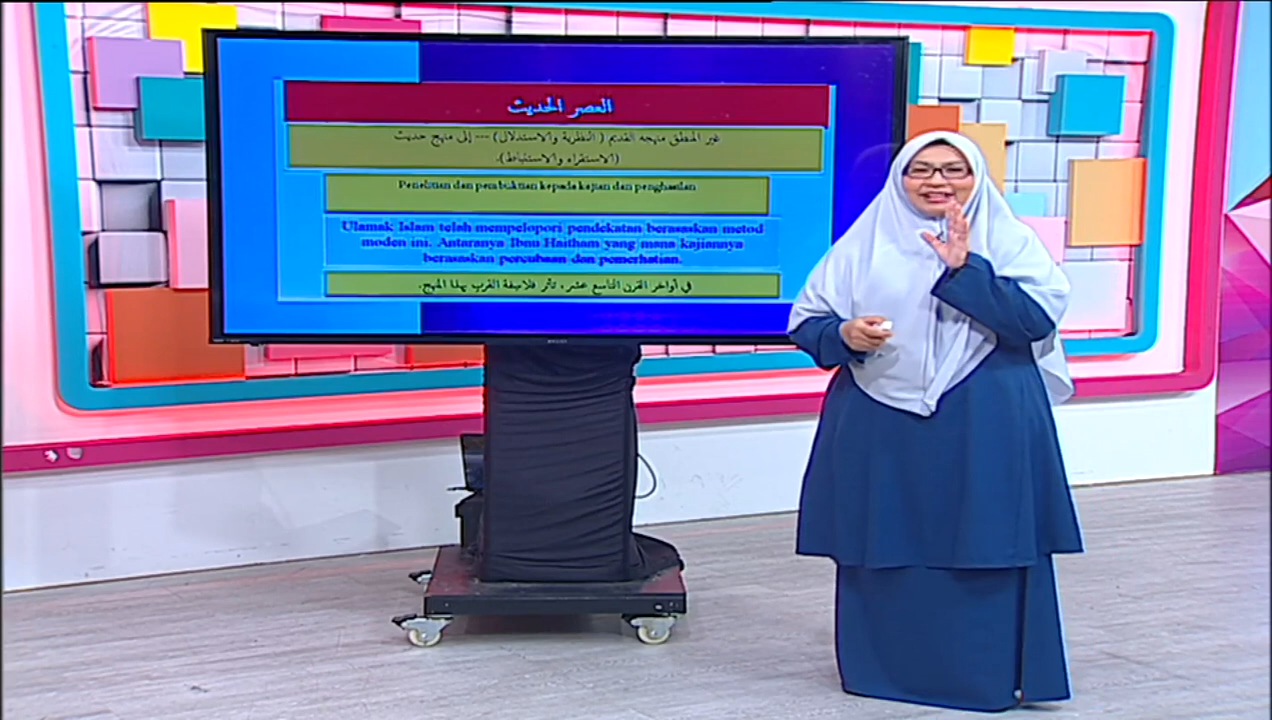 العصر الحديث
غير المنطق منهجه القديم ( النظرية والاستدلال) --- إلى منهج حديث
(الاستقراء والاستنباط).
Penelitian dan pembuktian kepada kajian dan penghasilan
Ulamak Islam telah mempelopori pendekatan berasaskan metod
moden ini. Antaranya Ibnu Haitham yang mana kajiannya
berasaskan percubaan dan pemerhatian.
في أواخر القرن التاسع عشر، تأثر فلاسفة الغرب بهذا المنهج.